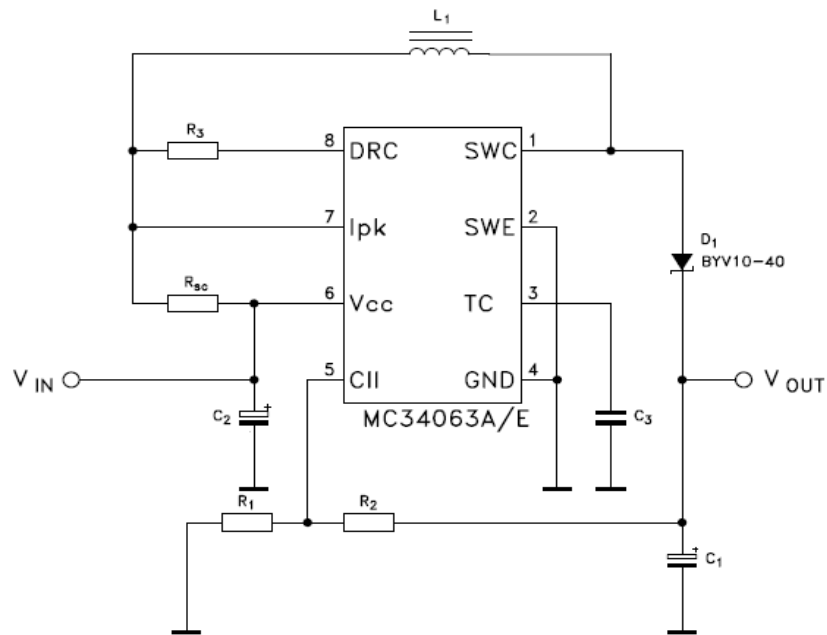 L1
R3
8
DRC
SWC
1
7
Ipk
SWE
2
D1
BYV10-40
Rsc
6
Vcc
TC
3
VIN
5
CII
GND
4
VOUT
C2
MC34063A/E
C3
R1
R2
C1